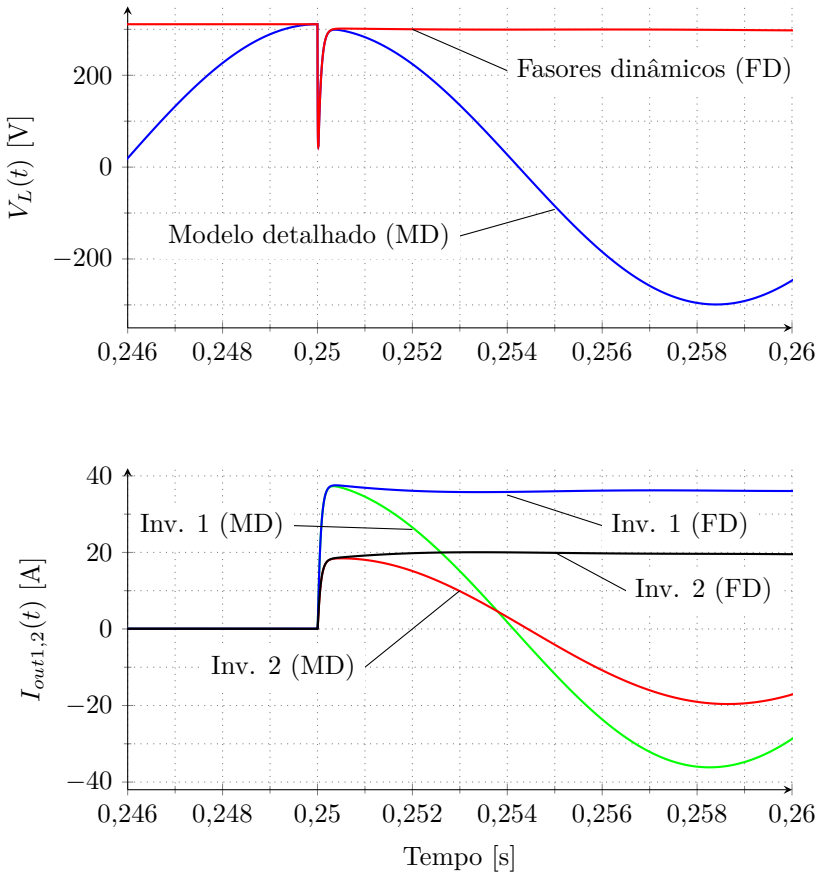 V_L(t) [V]
200
0
−200
Fasores dinâmicos (FD)
Modelo detalhado (MD)
0,246 0,248 0,25 0,252 0,254 0,256 0,258 0,26
I_{out1,2}(t) [A]
40
20
0
−20
−40
Inv. 1 (MD)
Inv. 1 (FD)
Inv. 2 (FD)
Inv. 2 (MD)
0,246 0,248 0,25 0,252 0,254 0,256 0,258 0,26
Tempo [s]